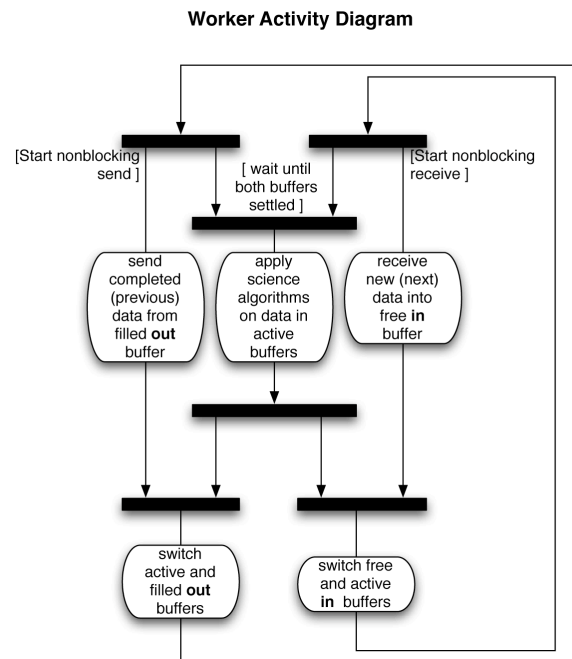 Worker Activity Diagram
[Start nonblocking
send ]
[ wait until
both buffers
settled ]
[Start nonblocking
receive ]
send
completed
(previous)
data from
filled out
buffer
apply
science
algorithms
on data in
active
buffers
receive
new (next)
data into
free in
buffer
switch
active and
filled out
buffers
switch free
and active
in buffers